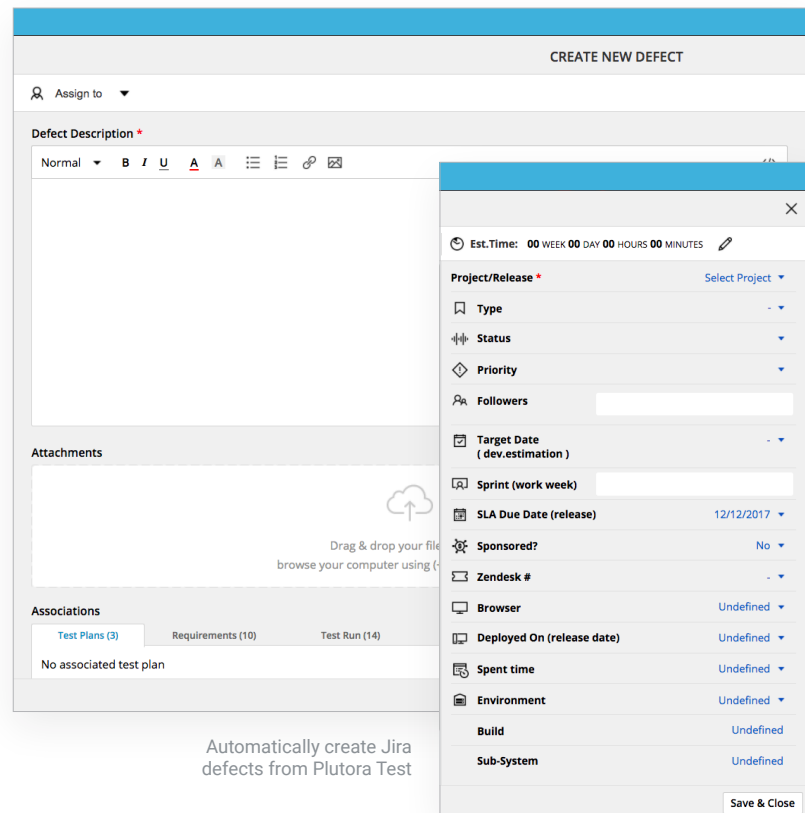 CREATE NEW DEFECT
Assign to
Defect Description *
Normal B I U A A
Est.Time: 00 WEEK 00 DAY 00 HOURS 00 MINUTES
Project/Release * Select Project
Type -
Status
Priority
Followers
Target Date -
( dev.estimation )
Sprint (work week)
SLA Due Date (release) 12/12/2017
Sponsored? No
Zendesk # -
Browser Undefined
Deployed On (release date) Undefined
Spent time Undefined
Environment Undefined
Build Undefined
Sub-System Undefined
Save & Close
Attachments
Drag & drop your file
browse your computer using (
Associations
Test Plans (3) Requirements (10) Test Run (14)
No associated test plan
Automatically create Jira
defects from Plutora Test